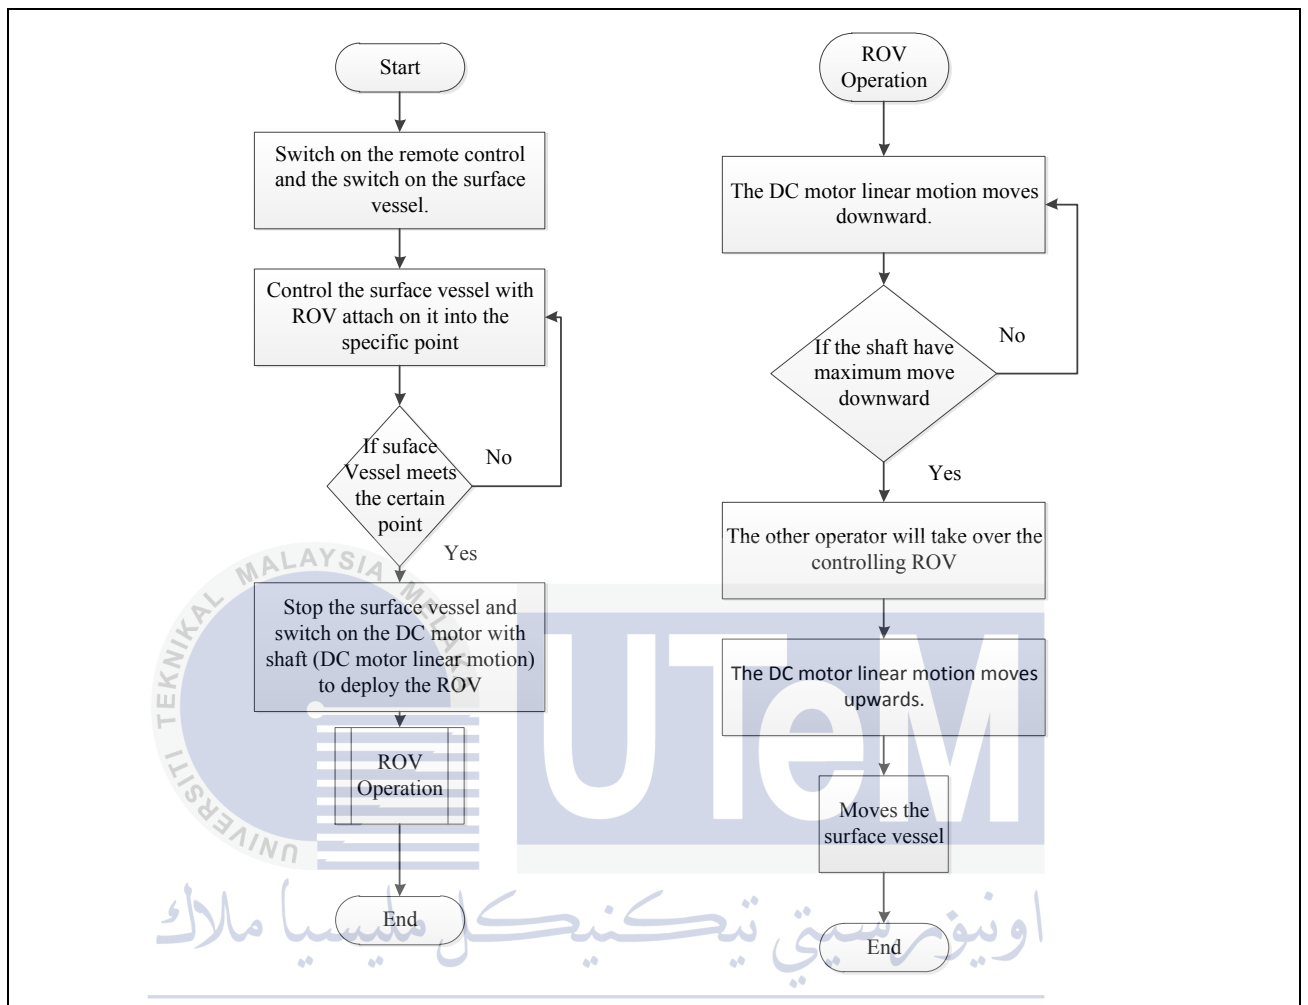 Start
Switch on the remote control
and the switch on the surface
vessel.
Control the surface vessel with
ROV attach on it into the
specific point
If suface
Vessel meets
the certain
point
No
Yes
Stop the surface vessel and
switch on the DC motor with
shaft (DC motor linear motion)
to deploy the ROV
ROV
Operation
End
ROV
Operation
The DC motor linear motion moves
downward.
If the shaft have
maximum move
downward
No
Yes
The other operator will take over the
controlling ROV
The DC motor linear motion moves
upwards.
Moves the
surface vessel
End
UNIVERSITI TEKNIKAL MALAYSIA MELAKA
UTeM
اونيۏرسيتي تيكنيكل مليسيا ملاك